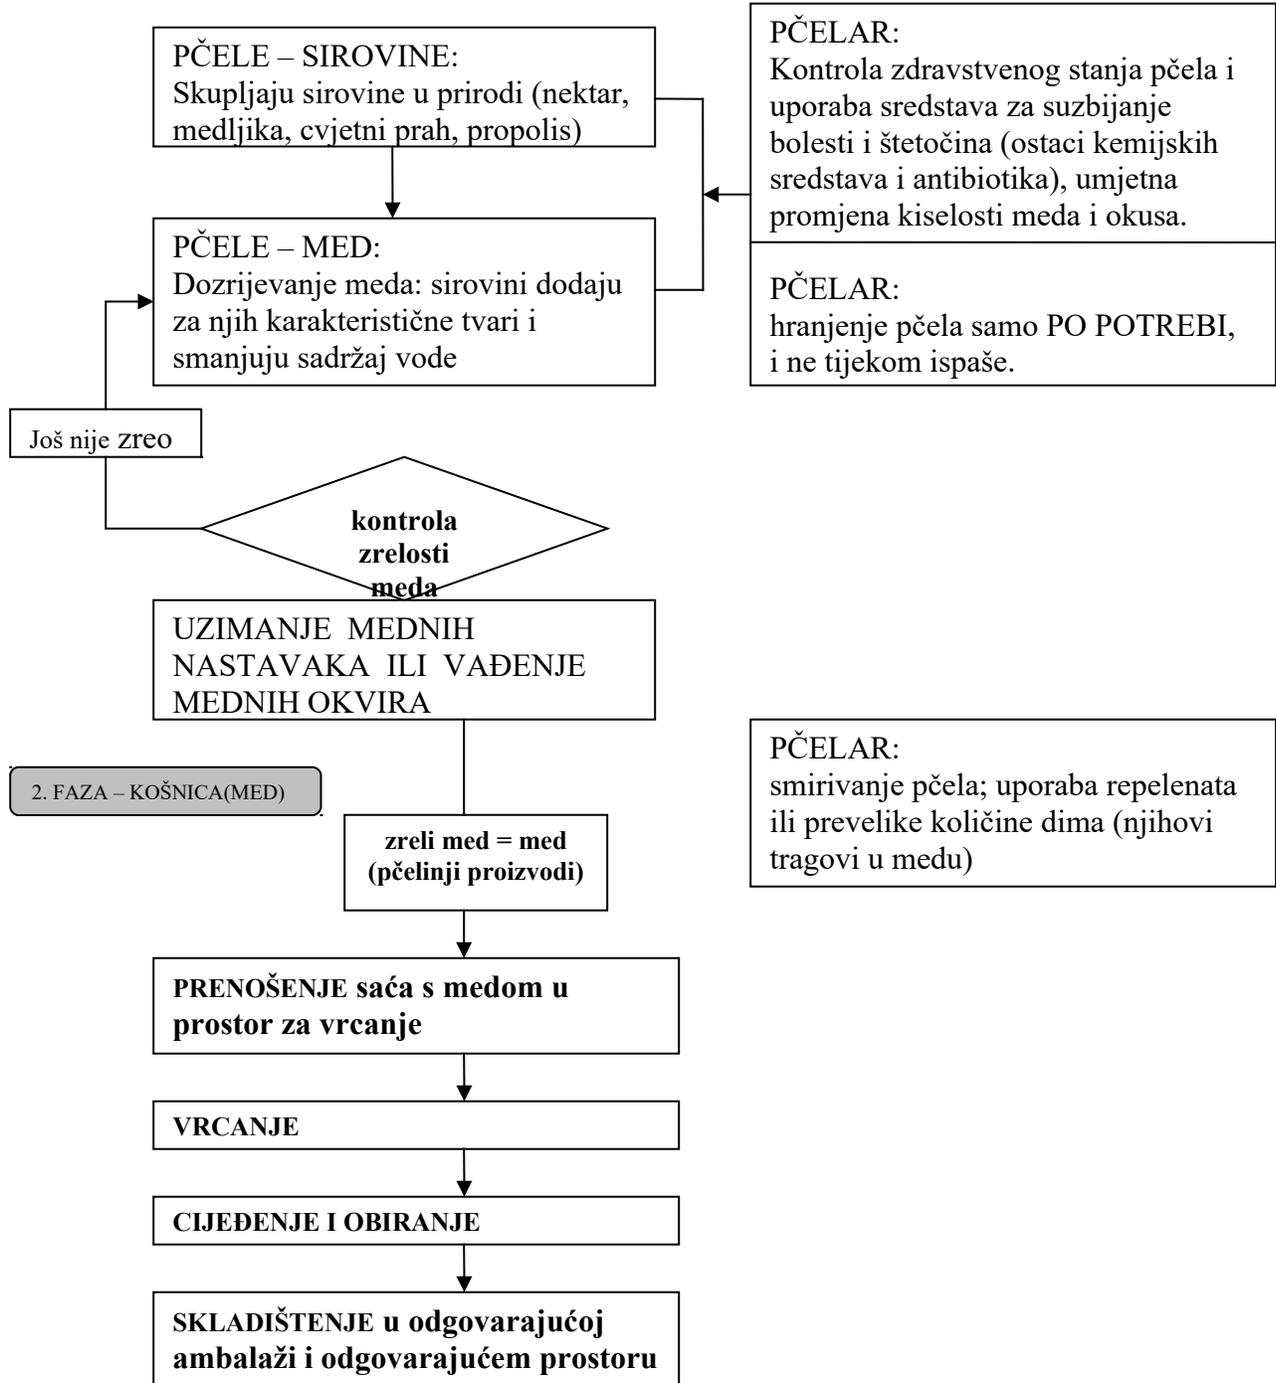 PČELE – SIROVINE:
Skupljaju sirovine u prirodi (nektar,
medljika, cvjetni prah, propolis)
PČELAR:
Kontrola zdravstvenog stanja pčela i
uporaba sredstava za suzbijanje
bolesti i štetočina (ostaci kemijskih
sredstava i antibiotika), umjetna
promjena kiselosti meda i okusa.
PČELE – MED:
Dozrijevanje meda: sirovini dodaju
za njih karakteristične tvari i
smanjuju sadržaj vode
PČELAR:
hranjenje pčela samo PO POTREBI,
i ne tijekom ispaše.
Još nije zreo
kontrola
zrelosti
meda
UZIMANJE MEDNIH
NASTAVAKA ILI VAĐENJE
MEDNIH OKVIRA
PČELAR:
smirivanje pčela; uporaba repelenata
ili prevelike količine dima (njihovi
tragovi u medu)
2. FAZA – KOŠNICA(MED)
zreli med = med
(pčelinji proizvodi)
PRENOŠENJE saća s medom u
prostor za vrcanje
VRCANJE
CIJEĐENJE I OBIRANJE
SKLADIŠTENJE u odgovarajućoj
ambalaži i odgovarajućem prostoru